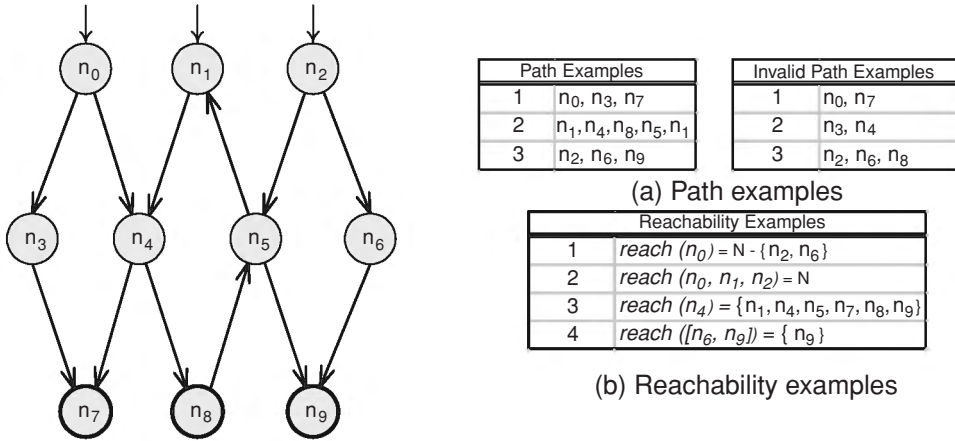 n0 n1 n2
n3 n4 n5 n6
n7 n8 n9
Path Examples
1 n0, n3, n7
2 n1,n4,n8,n5,n1
3 n2, n6, n9
Invalid Path Examples
1 n0, n7
2 n3, n4
3 n2, n6, n8
(a) Path examples
Reachability Examples
1 reach (n0) = N - {n2, n6}
2 reach (n0, n1, n2) = N
3 reach (n4) = {n1, n4, n5, n7, n8, n9}
4 reach ([n6, n9]) = { n9}
(b) Reachability examples